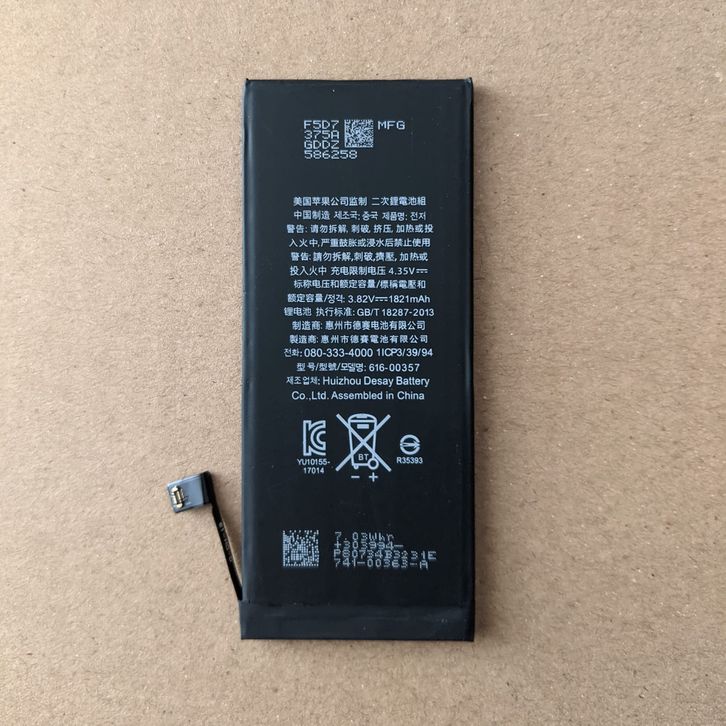 F5D7 MFG
375A
GDDZ
586258
美国苹果公司监制 二次鋰電池組
中国制造 제조국: 중국 제품명: 전저
警告: 请勿拆解, 刺破, 挤压, 加热或投
入火中,严重鼓胀或浸水后禁止使用
警告: 請勿拆解,刺破,擠壓, 加熱或
投入火中 充电限制电压 4.35V⎓
标称电压和额定容量/標稱電壓和
額定容量/정격: 3.82V⎓1821mAh
锂电池 执行标准: GB/T 18287-2013
制造商: 惠州市德赛电池有限公司
製造商: 惠州市德賽電池有限公司
전화: 080-333-4000 1ICP3/39/94
型号/型號/모델명: 616-00357
제조업체: Huizhou Desay Battery
Co.,Ltd. Assembled in China
YU10155-
17014
BT
R35393
− +
7.03Whr
+303994-
P80734B3231E
741-00363-A